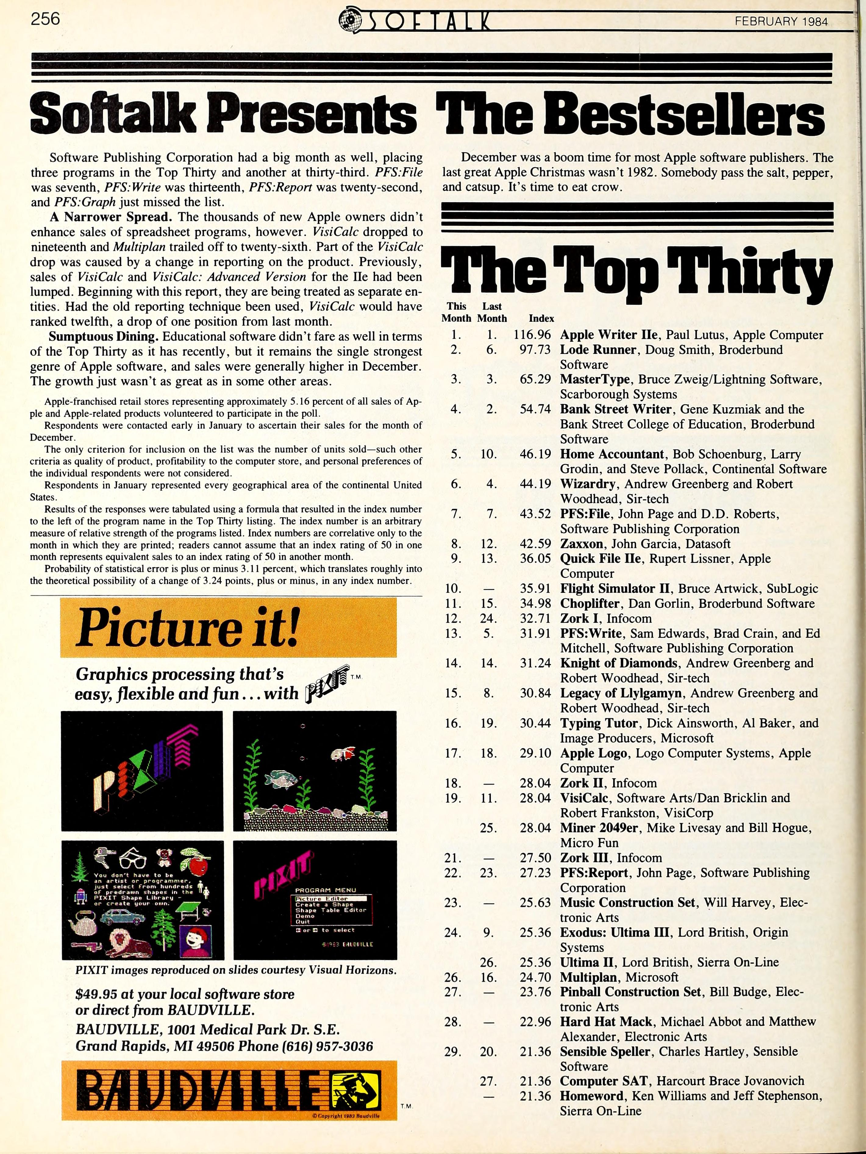 256
SOFTALK
FEBRUARY 1984
Softalk Presents The Bestsellers
Software Publishing Corporation had a big month as well, placing
three programs in the Top Thirty and another at thirty-third. PFS:File
was seventh, PFS:Write was thirteenth, PFS:Report was twenty-second,
and PFS:Graph just missed the list.
A Narrower Spread. The thousands of new Apple owners didn't
enhance sales of spreadsheet programs, however. VisiCalc dropped to
nineteenth and Multiplan trailed off to twenty-sixth. Part of the VisiCalc
drop was caused by a change in reporting on the product. Previously,
sales of VisiCalc and VisiCalc: Advanced Version for the IIe had been
lumped. Beginning with this report, they are being treated as separate en-
tities. Had the old reporting technique been used, VisiCalc would have
ranked twelfth, a drop of one position from last month.
Sumptuous Dining. Educational software didn't fare as well in terms
of the Top Thirty as it has recently, but it remains the single strongest
genre of Apple software, and sales were generally higher in December.
The growth just wasn't as great as in some other areas.
Apple-franchised retail stores representing approximately 5.16 percent of all sales of Ap-
ple and Apple-related products volunteered to participate in the poll.
Respondents were contacted early in January to ascertain their sales for the month of
December.
The only criterion for inclusion on the list was the number of units sold—such other
criteria as quality of product, profitability to the computer store, and personal preferences of
the individual respondents were not considered.
Respondents in January represented every geographical area of the continental United
States.
Results of the responses were tabulated using a formula that resulted in the index number
to the left of the program name in the Top Thirty listing. The index number is an arbitrary
measure of relative strength of the programs listed. Index numbers are correlative only to the
month in which they are printed; readers cannot assume that an index rating of 50 in one
month represents equivalent sales to an index rating of 50 in another month.
Probability of statistical error is plus or minus 3.11 percent, which translates roughly into
the theoretical possibility of a change of 3.24 points, plus or minus, in any index number.
Picture it!
Graphics processing that's
easy, flexible and fun...with PIXIT T.M.
PIXIT
You don't have to be
an artist or programmer,
just select from hundreds
of predrawn shapes in the
PIXIT Shape Library -
or create your own.
PIXIT
PROGRAM MENU
Picture Editor
Create a Shape
Shape Table Editor
Demo
Quit
to select
©1983 BAUDVILLE
PIXIT images reproduced on slides courtesy Visual Horizons.
$49.95 at your local software store
or direct from BAUDVILLE.
BAUDVILLE, 1001 Medical Park Dr. S.E.
Grand Rapids, MI 49506 Phone (616) 957-3036
BAUDVILLE T.M.
© Copyright 1983 Baudville
December was a boom time for most Apple software publishers. The
last great Apple Christmas wasn't 1982. Somebody pass the salt, pepper,
and catsup. It's time to eat crow.
The Top Thirty
This Last
Month Month Index
1. 1. 116.96 Apple Writer IIe, Paul Lutus, Apple Computer
2. 6. 97.73 Lode Runner, Doug Smith, Broderbund
Software
3. 3. 65.29 MasterType, Bruce Zweig/Lightning Software,
Scarborough Systems
4. 2. 54.74 Bank Street Writer, Gene Kuzmiak and the
Bank Street College of Education, Broderbund
Software
5. 10. 46.19 Home Accountant, Bob Schoenburg, Larry
Grodin, and Steve Pollack, Continental Software
6. 4. 44.19 Wizardry, Andrew Greenberg and Robert
Woodhead, Sir-tech
7. 7. 43.52 PFS:File, John Page and D.D. Roberts,
Software Publishing Corporation
8. 12. 42.59 Zaxxon, John Garcia, Datasoft
9. 13. 36.05 Quick File IIe, Rupert Lissner, Apple
Computer
10. — 35.91 Flight Simulator II, Bruce Artwick, SubLogic
11. 15. 34.98 Choplifter, Dan Gorlin, Broderbund Software
12. 24. 32.71 Zork I, Infocom
13. 5. 31.91 PFS:Write, Sam Edwards, Brad Crain, and Ed
Mitchell, Software Publishing Corporation
14. 14. 31.24 Knight of Diamonds, Andrew Greenberg and
Robert Woodhead, Sir-tech
15. 8. 30.84 Legacy of Llylgamyn, Andrew Greenberg and
Robert Woodhead, Sir-tech
16. 19. 30.44 Typing Tutor, Dick Ainsworth, Al Baker, and
Image Producers, Microsoft
17. 18. 29.10 Apple Logo, Logo Computer Systems, Apple
Computer
18. — 28.04 Zork II, Infocom
19. 11. 28.04 VisiCalc, Software Arts/Dan Bricklin and
Robert Frankston, VisiCorp
25. 28.04 Miner 2049er, Mike Livesay and Bill Hogue,
Micro Fun
21. — 27.50 Zork III, Infocom
22. 23. 27.23 PFS:Report, John Page, Software Publishing
Corporation
23. — 25.63 Music Construction Set, Will Harvey, Elec-
tronic Arts
24. 9. 25.36 Exodus: Ultima III, Lord British, Origin
Systems
26. 25.36 Ultima II, Lord British, Sierra On-Line
26. 16. 24.70 Multiplan, Microsoft
27. — 23.76 Pinball Construction Set, Bill Budge, Elec-
tronic Arts
28. — 22.96 Hard Hat Mack, Michael Abbot and Matthew
Alexander, Electronic Arts
29. 20. 21.36 Sensible Speller, Charles Hartley, Sensible
Software
27. 21.36 Computer SAT, Harcourt Brace Jovanovich
— 21.36 Homeword, Ken Williams and Jeff Stephenson,
Sierra On-Line